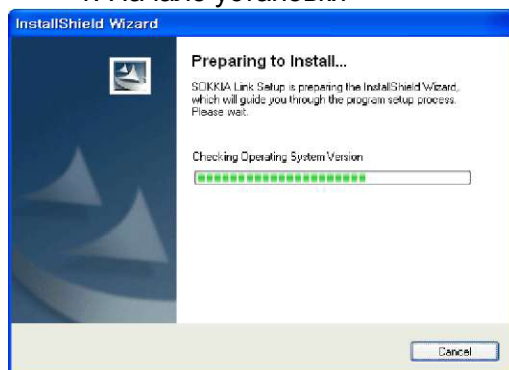 InstallShield Wizard
Preparing to Install...
SOKKIA Link Setup is preparing the InstallShield Wizard,
which will guide you through the program setup process.
Please wait.
Checking Operating System Version
Cancel